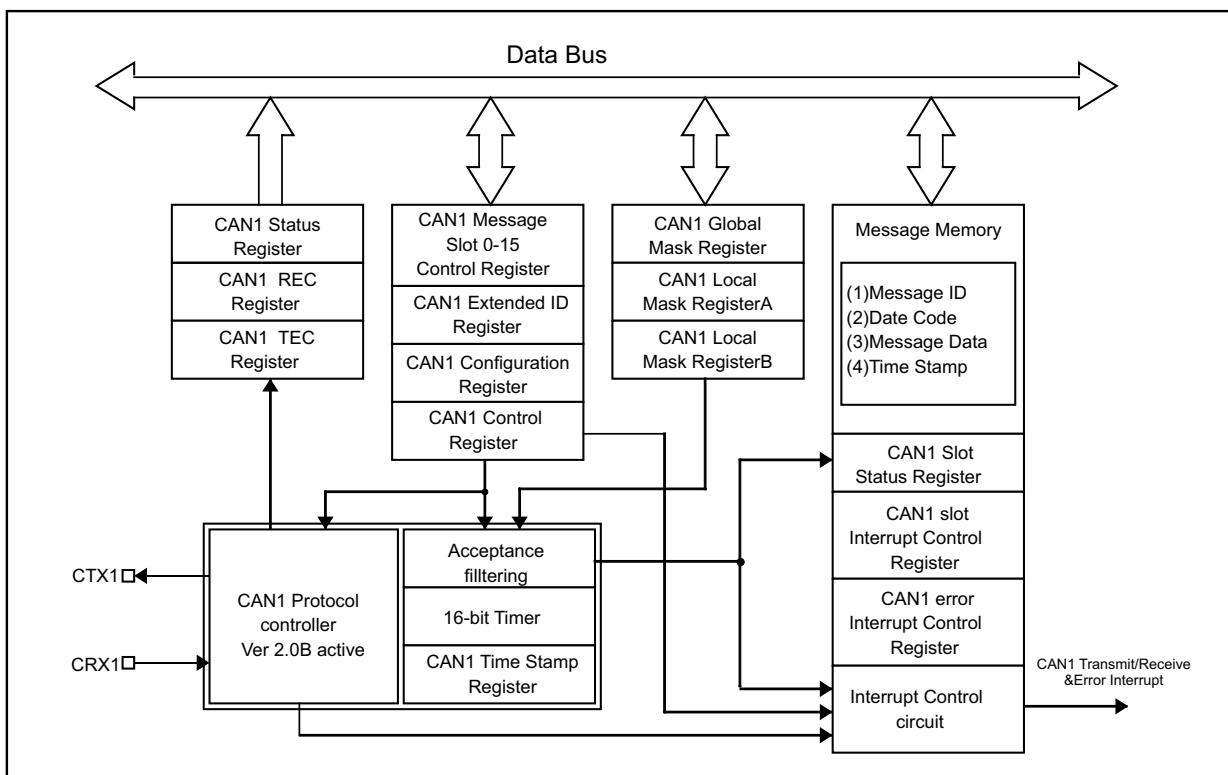 Data Bus
CAN1 Status
Register
CAN1 REC
Register
CAN1 TEC
Register
CAN1 Message
Slot 0-15
Control Register
CAN1 Extended ID
Register
CAN1 Configuration
Register
CAN1 Control
Register
CAN1 Global
Mask Register
CAN1 Local
Mask RegisterA
CAN1 Local
Mask RegisterB
Message Memory
(1)Message ID
(2)Date Code
(3)Message Data
(4)Time Stamp
CAN1 Slot
Status Register
CAN1 slot
Interrupt Control
Register
CAN1 error
Interrupt Control
Register
Interrupt Control
circuit
CTX1
CRX1
CAN1 Protocol
controller
Ver 2.0B active
Acceptance
filltering
16-bit Timer
CAN1 Time Stamp
Register
CAN1 Transmit/Receive
&Error Interrupt